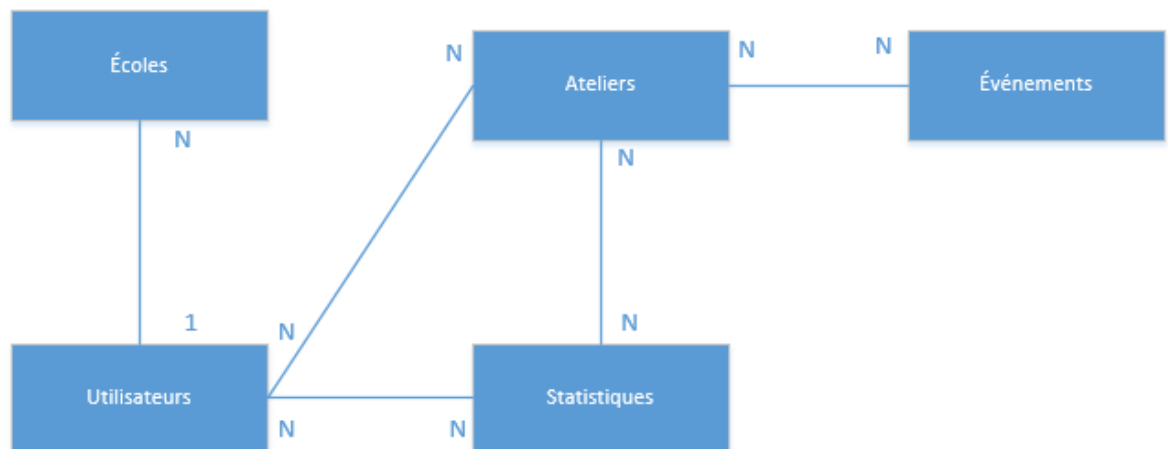 Écoles
N
1
Utilisateurs
N
N
N
N
Ateliers
N
N
Événements
N
N
Statistiques